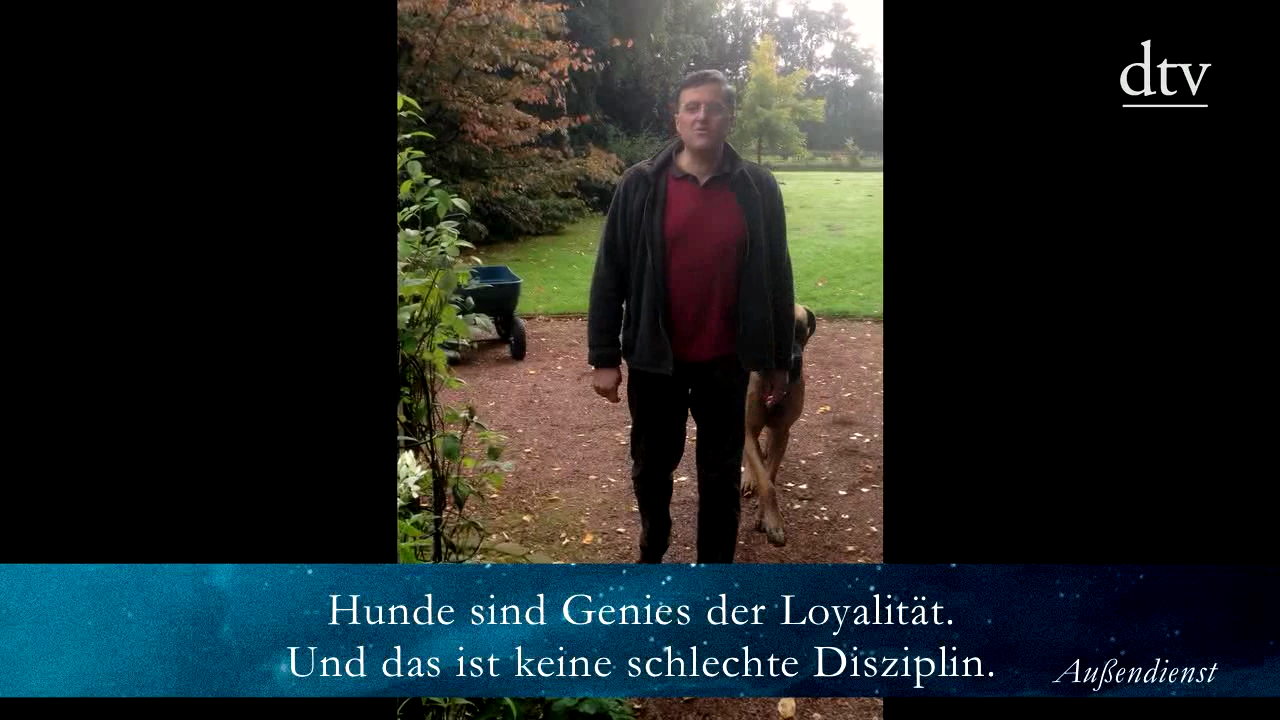 dtv
Hunde sind Genies der Loyalität.
Und das ist keine schlechte Disziplin.
Außendienst